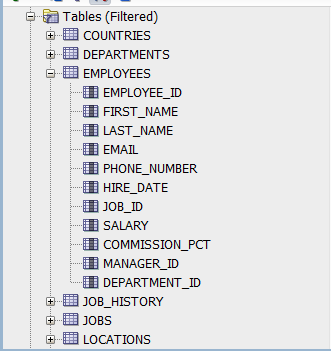 Tables (Filtered)
COUNTRIES
DEPARTMENTS
EMPLOYEES
EMPLOYEE_ID
FIRST_NAME
LAST_NAME
EMAIL
PHONE_NUMBER
HIRE_DATE
JOB_ID
SALARY
COMMISSION_PCT
MANAGER_ID
DEPARTMENT_ID
JOB_HISTORY
JOBS
LOCATIONS